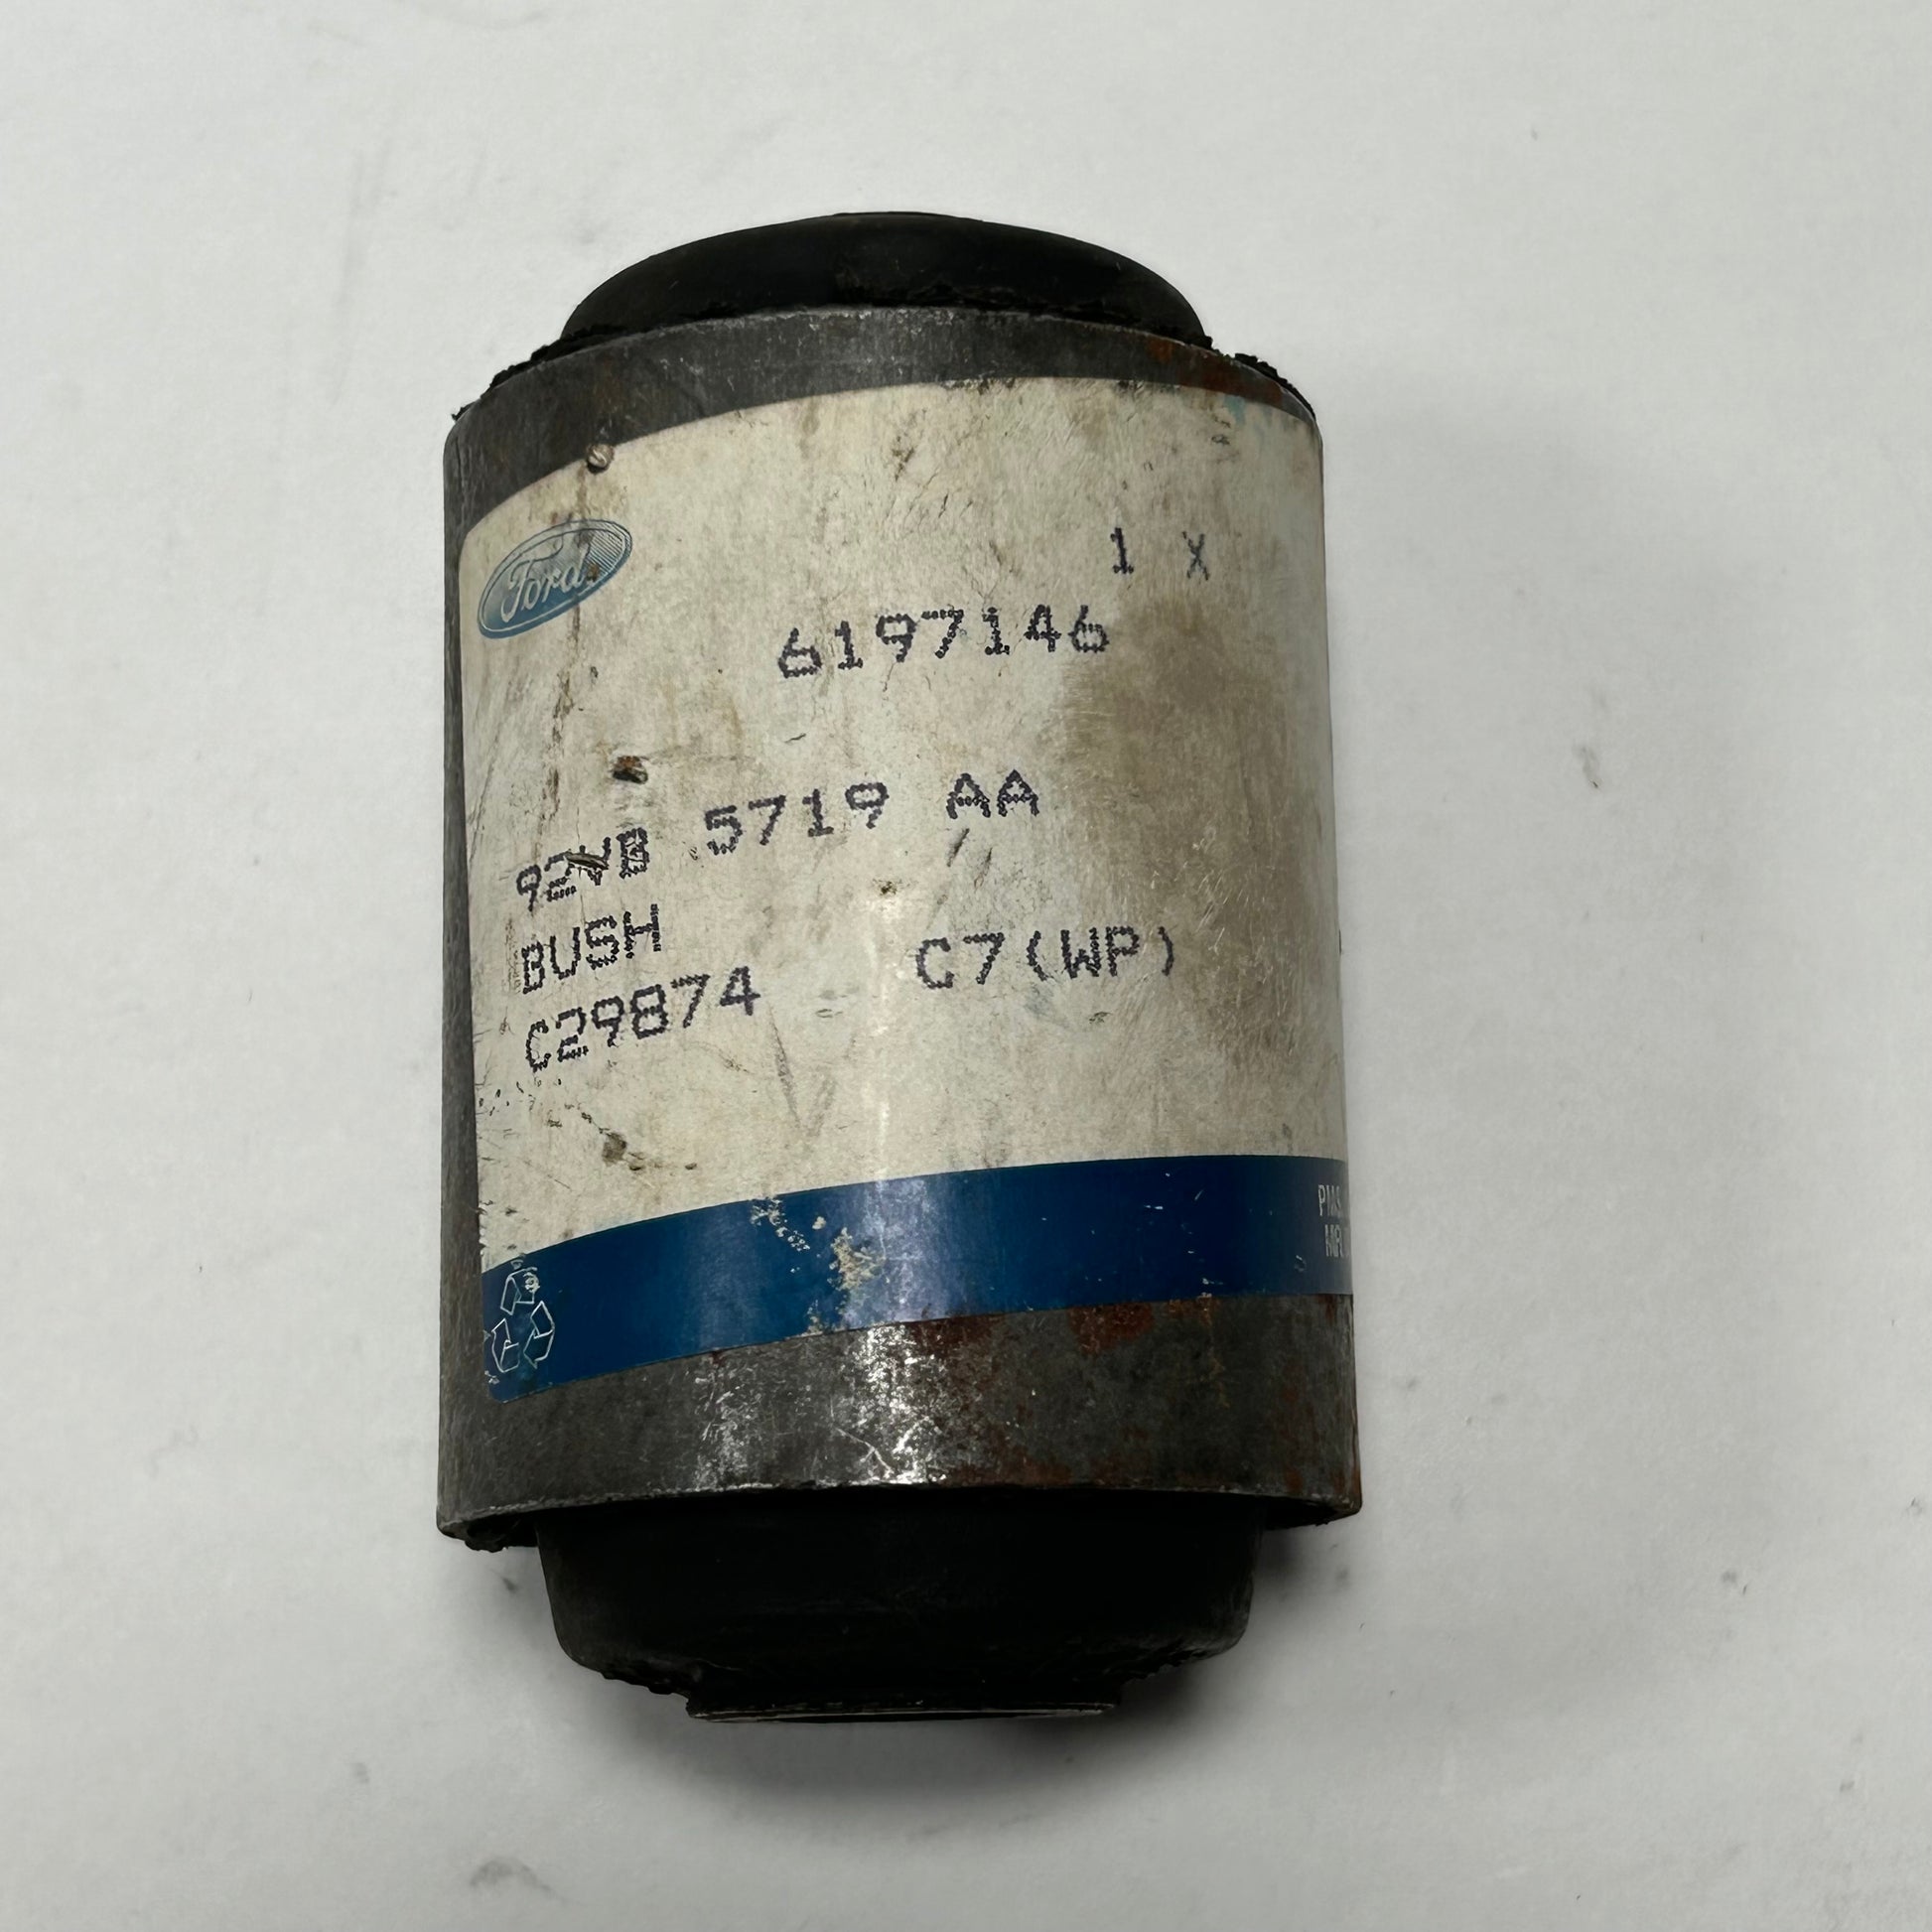 Ford
1 X
6197146
92VB 5719 AA
BUSH
C29874 C7(WP)